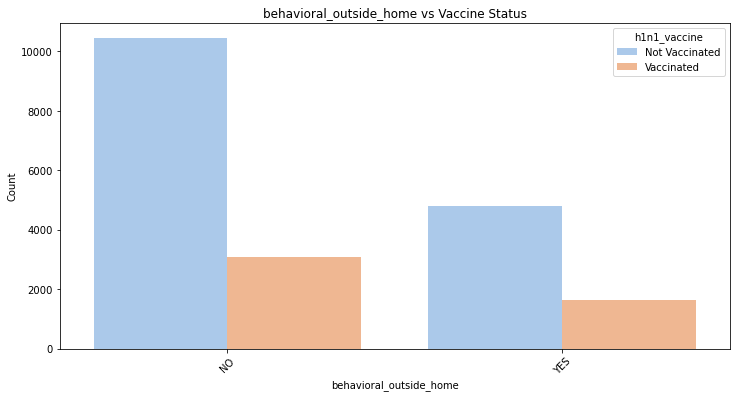 behavioral_outside_home vs Vaccine Status
h1n1_vaccine
Not Vaccinated
Vaccinated
10000
8000
6000
4000
2000
0
Count
NO
YES
behavioral_outside_home